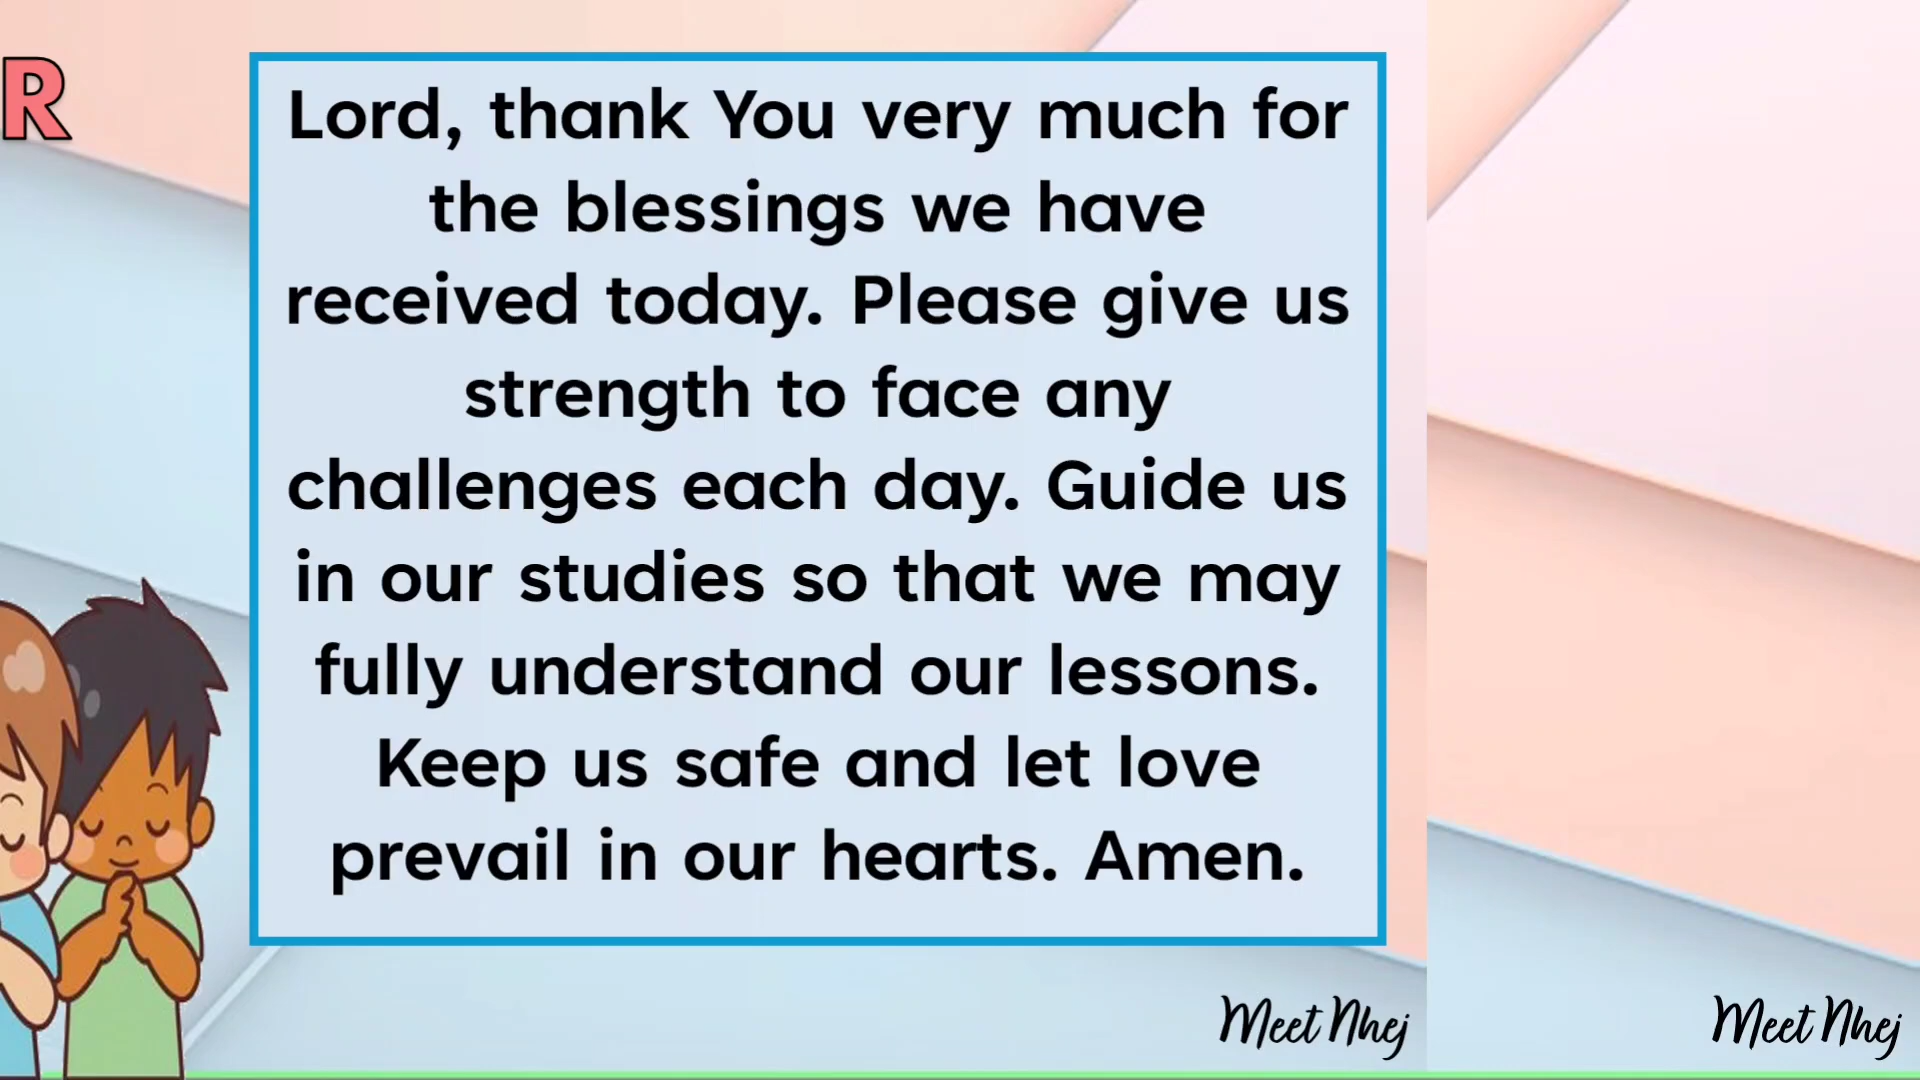 R
Lord, thank You very much for
the blessings we have
received today. Please give us
strength to face any
challenges each day. Guide us
in our studies so that we may
fully understand our lessons.
Keep us safe and let love
prevail in our hearts. Amen.
Meet Nhej
Meet Nhej